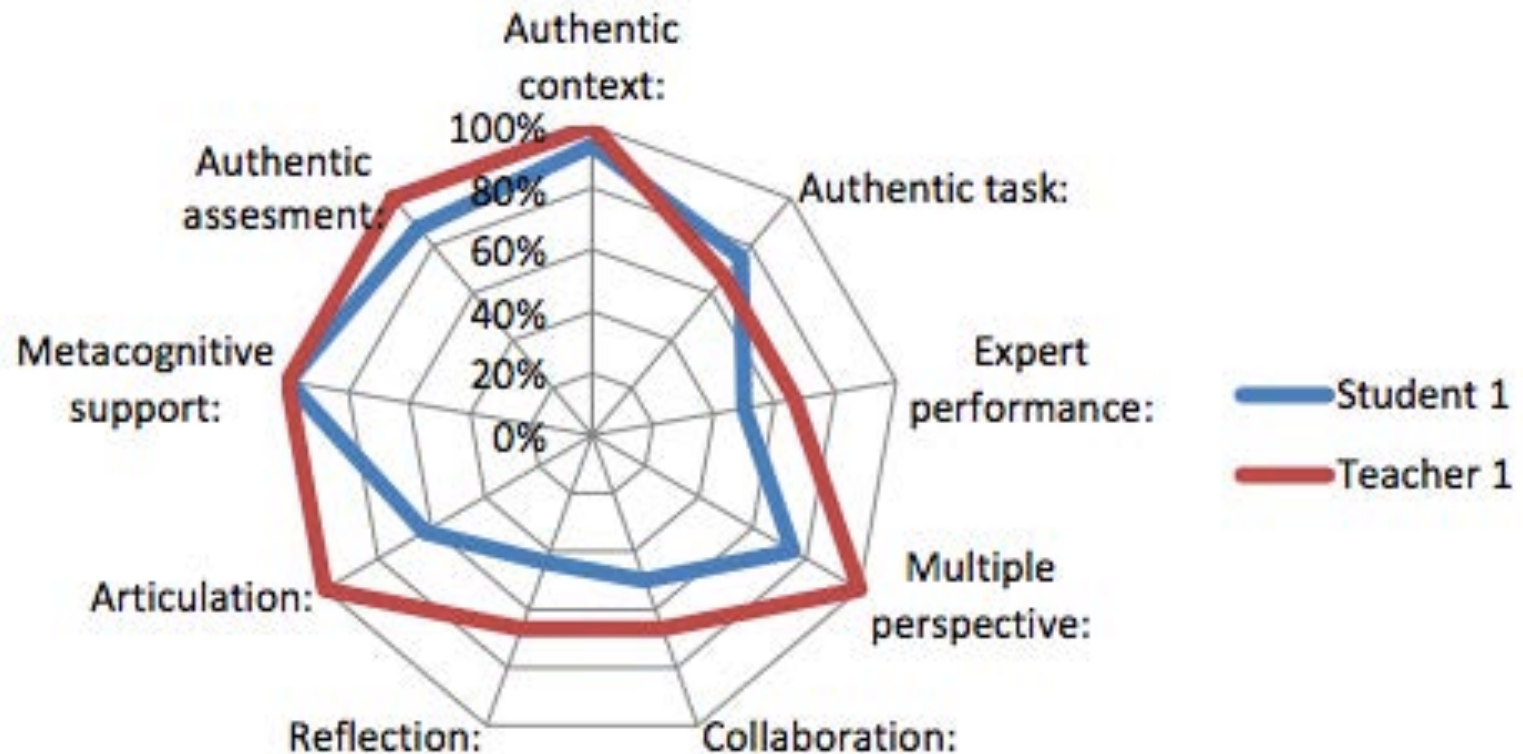 Authentic
context:
100%
80%
60%
40%
20%
0%
Authentic task:
Expert
performance:
Multiple
perspective:
Collaboration:
Reflection:
Articulation:
Metacognitive
support:
Authentic
assesment:
Student 1
Teacher 1